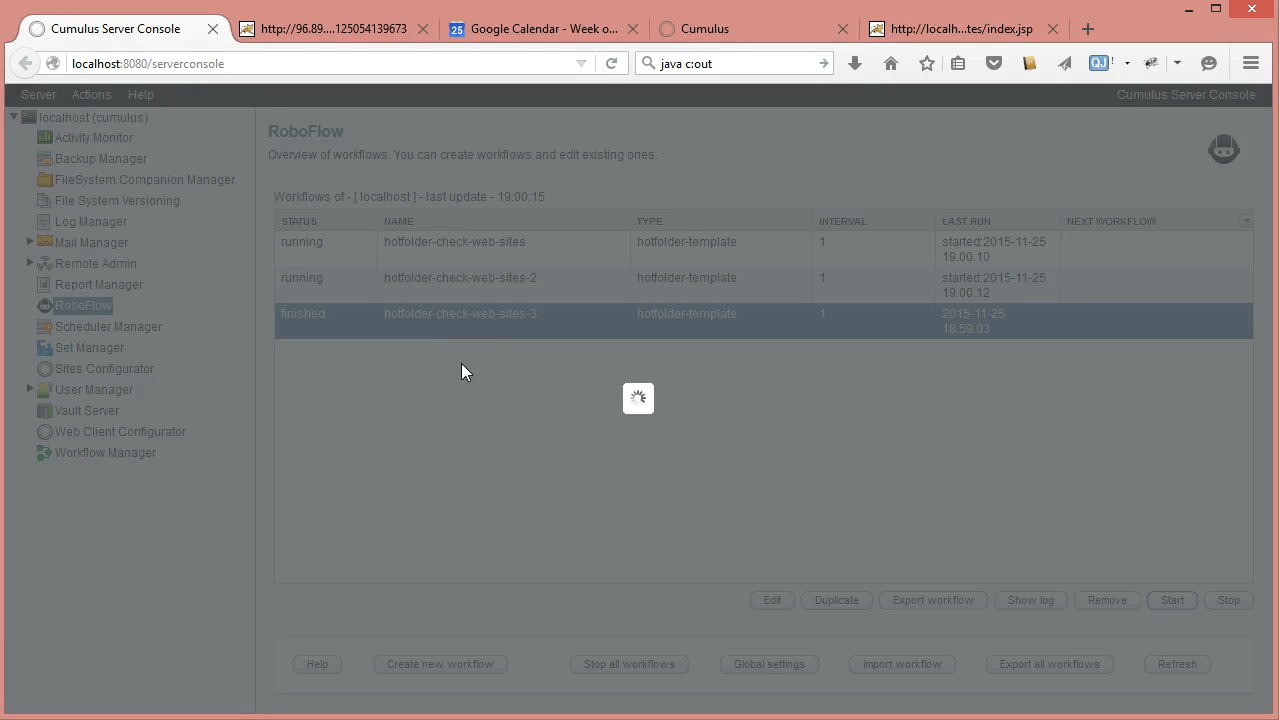 Cumulus Server Console
http://96.89....125054139673
25 Google Calendar - Week o...
Cumulus
http://localh...tes/index.jsp
localhost:8080/serverconsole
java c:out
QJ !
Server Actions Help
Cumulus Server Console
localhost (cumulus)
Activity Monitor
Backup Manager
FileSystem Companion Manager
File System Versioning
Log Manager
Mail Manager
Remote Admin
Report Manager
RoboFlow
Scheduler Manager
Set Manager
Sites Configurator
User Manager
Vault Server
Web Client Configurator
Workflow Manager
RoboFlow
Overview of workflows. You can create workflows and edit existing ones.
Workflows of - [ localhost ] - last update - 19:00:15
STATUS NAME TYPE INTERVAL LAST RUN NEXT WORKFLOW
running hotfolder-check-web-sites hotfolder-template 1 started:2015-11-25
19.00.10
running hotfolder-check-web-sites-2 hotfolder-template 1 started:2015-11-25
19.00.12
finished hotfolder-check-web-sites-3 hotfolder-template 1 2015-11-25
18.59.03
Edit Duplicate Export workflow Show log Remove Start Stop
Help Create new workflow Stop all workflows Global settings Import workflow Export all workflows Refresh